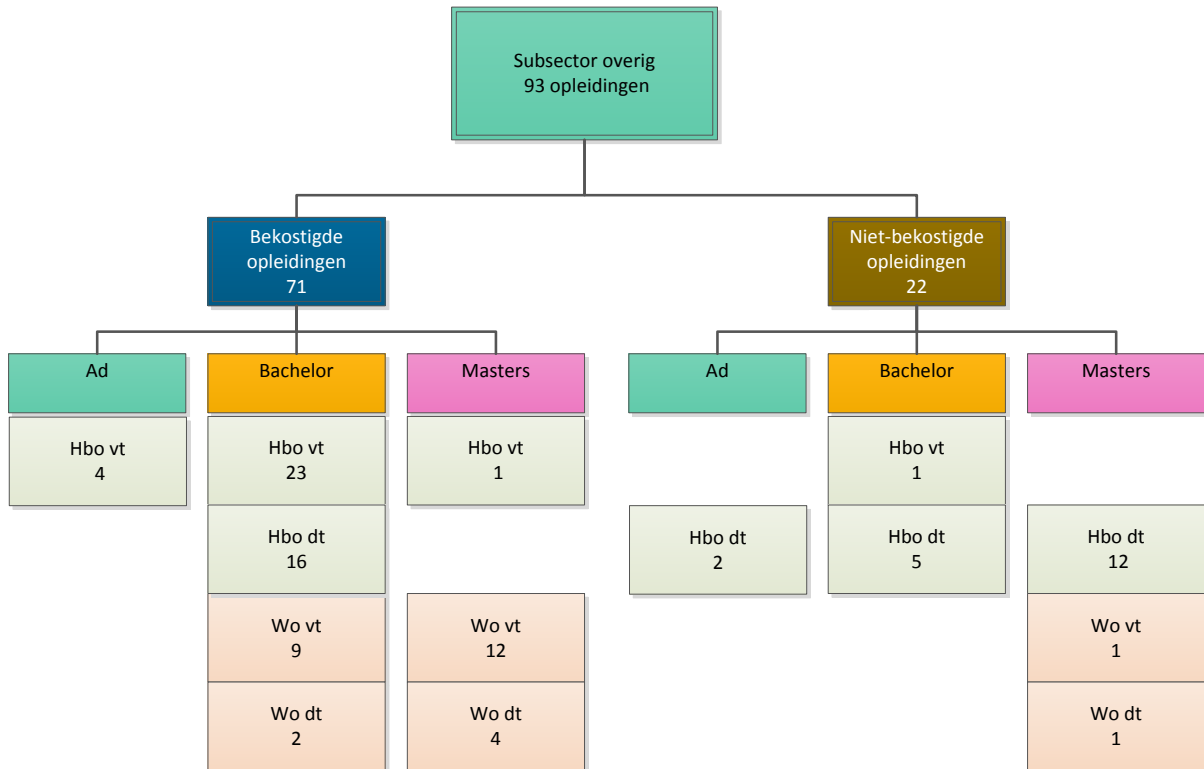 Subsector overig
93 opleidingen
Bekostigde
opleidingen
71
Niet-bekostigde
opleidingen
22
Ad
Bachelor
Masters
Ad
Bachelor
Masters
Hbo vt
4
Hbo vt
23
Hbo vt
1
Hbo vt
1
Hbo dt
16
Hbo dt
2
Hbo dt
5
Hbo dt
12
Wo vt
9
Wo vt
12
Wo vt
1
Wo dt
2
Wo dt
4
Wo dt
1